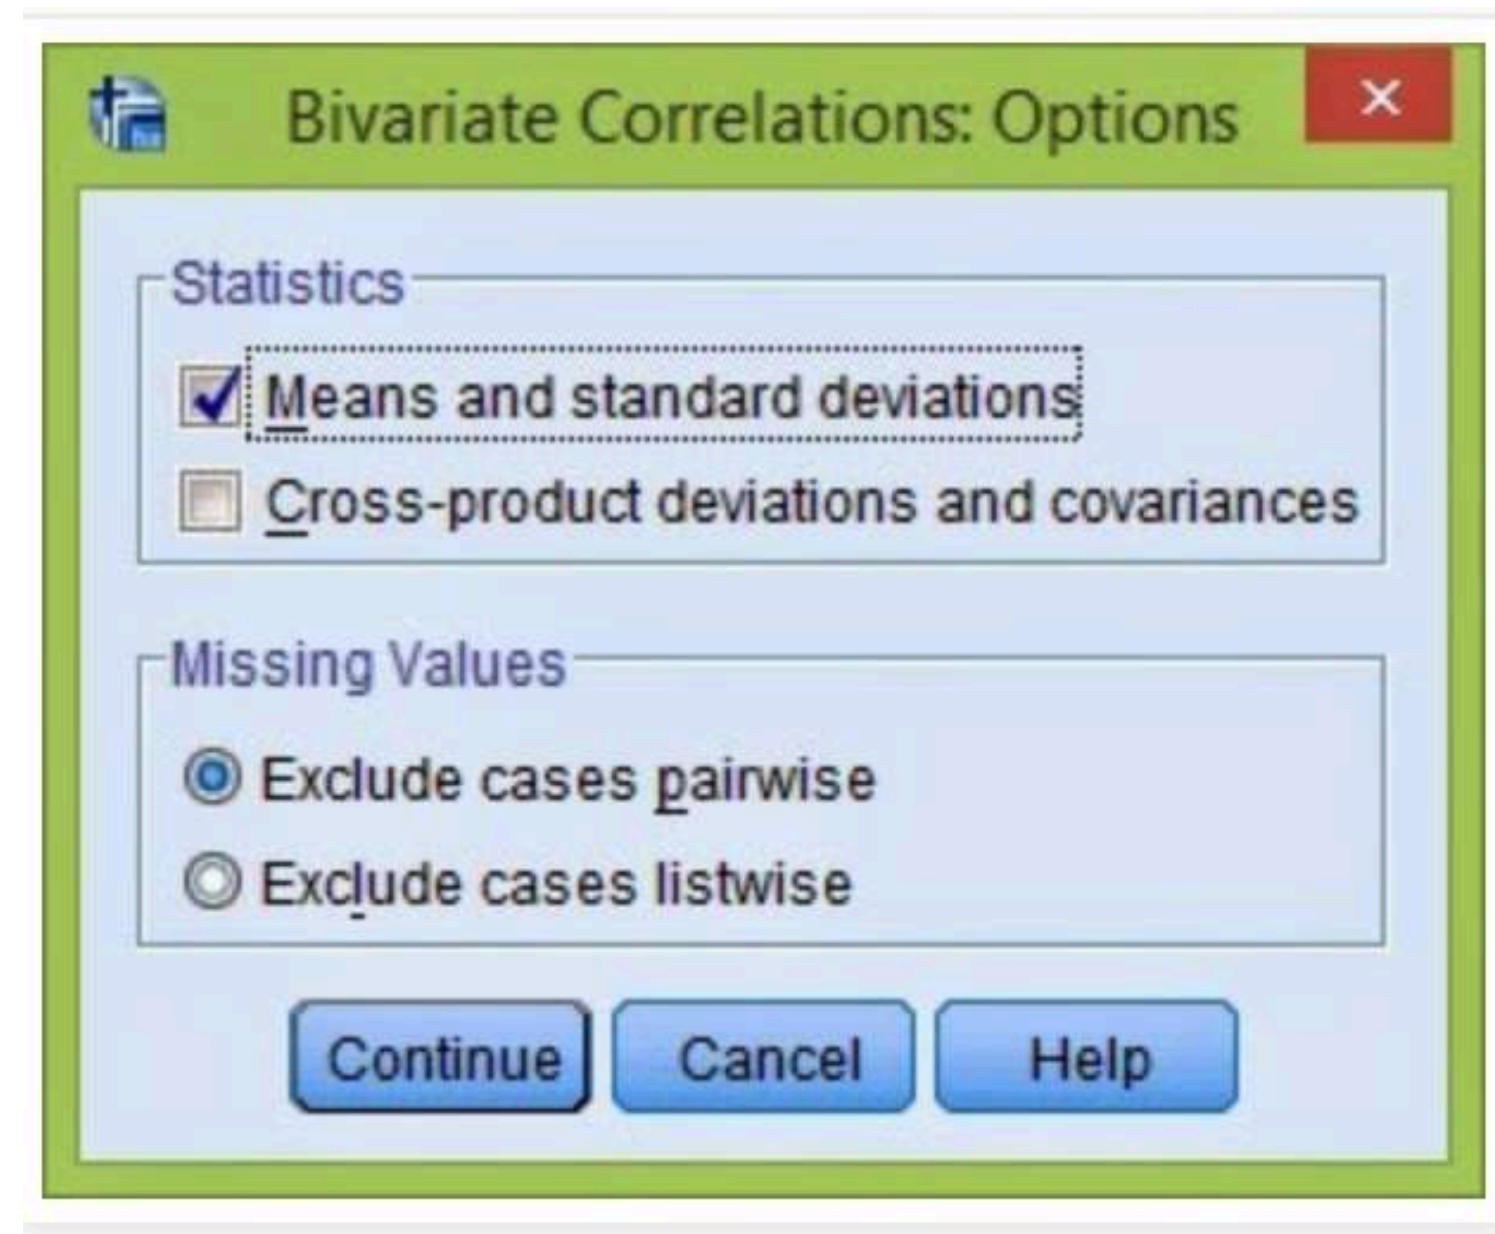 Bivariate Correlations: Options
Statistics
Means and standard deviations
Cross-product deviations and covariances
Missing Values
Exclude cases pairwise
Exclude cases listwise
Continue Cancel Help